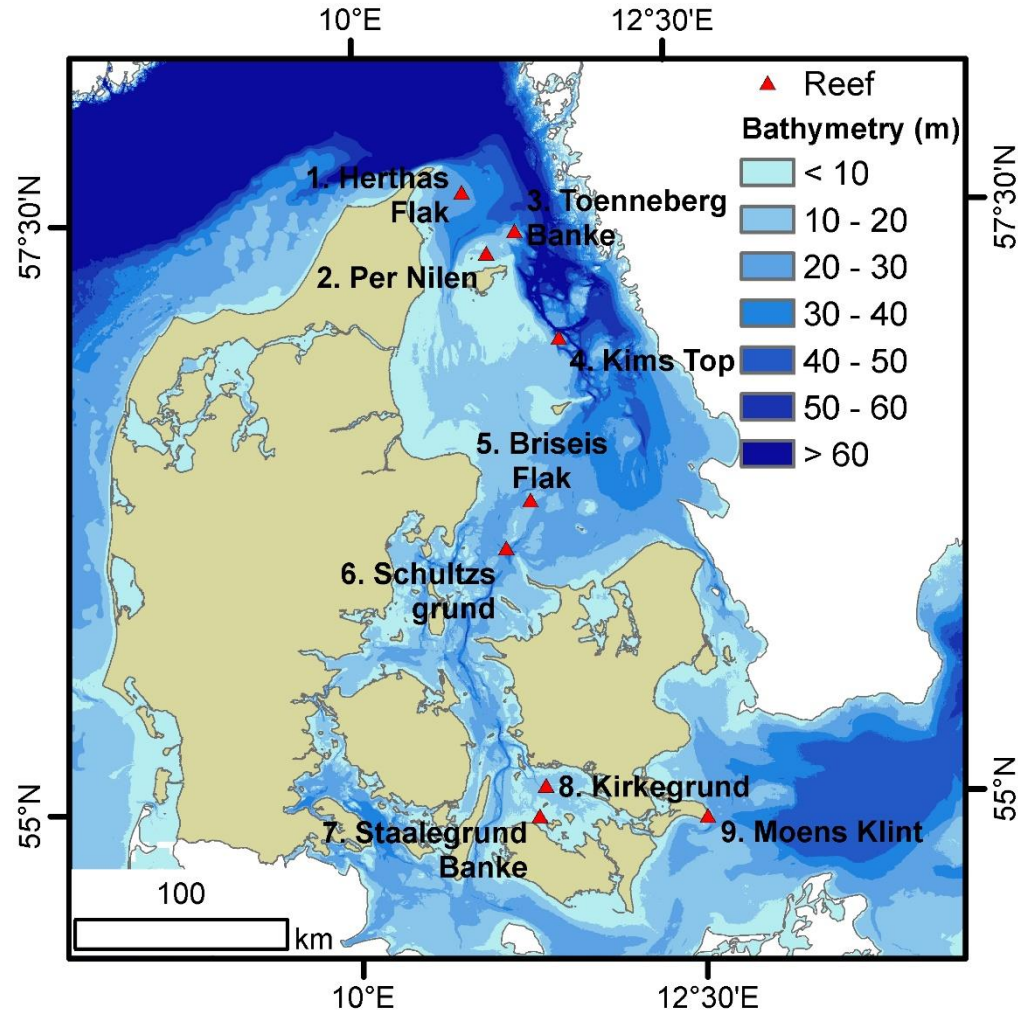 10°E
12°30'E
Reef
Bathymetry (m)
< 10
10 - 20
20 - 30
30 - 40
40 - 50
50 - 60
> 60
57°30'N
57°30'N
1. Herthas
Flak
3. Toenneberg
Banke
2. Per Nilen
4. Kims Top
5. Briseis
Flak
6. Schultzs
grund
8. Kirkegrund
7. Staalegrund
Banke
9. Moens Klint
55°N
55°N
100
km
10°E
12°30'E